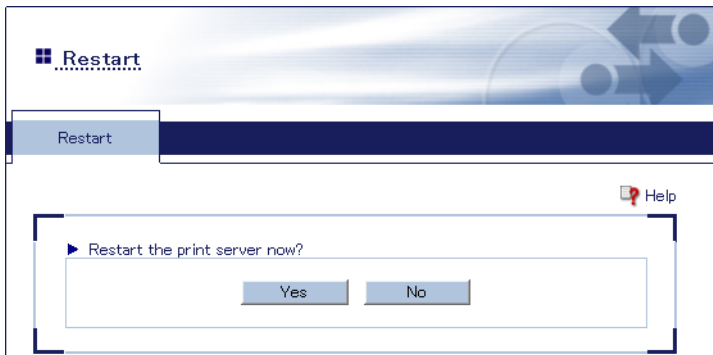 Restart
Restart
Help
Restart the print server now?
Yes No